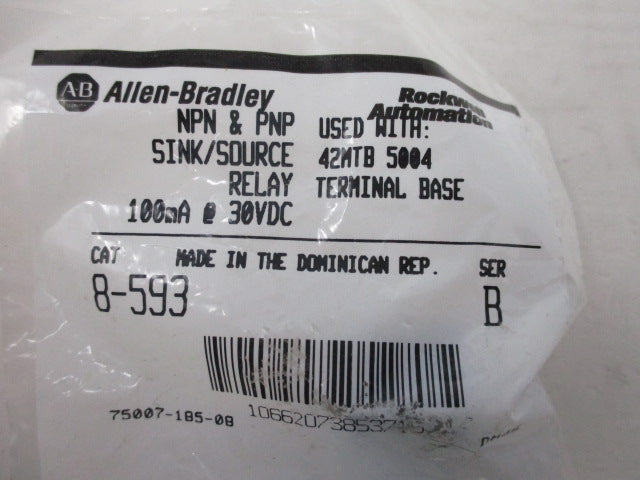 AB Allen-Bradley
Rockwell Automation
NPN & PNP
SINK/SOURCE
RELAY
100mA @ 30VDC
USED WITH:
42MTB 5004
TERMINAL BASE
CAT
MADE IN THE DOMINICAN REP.
SER
8-593
B
75007-185-08